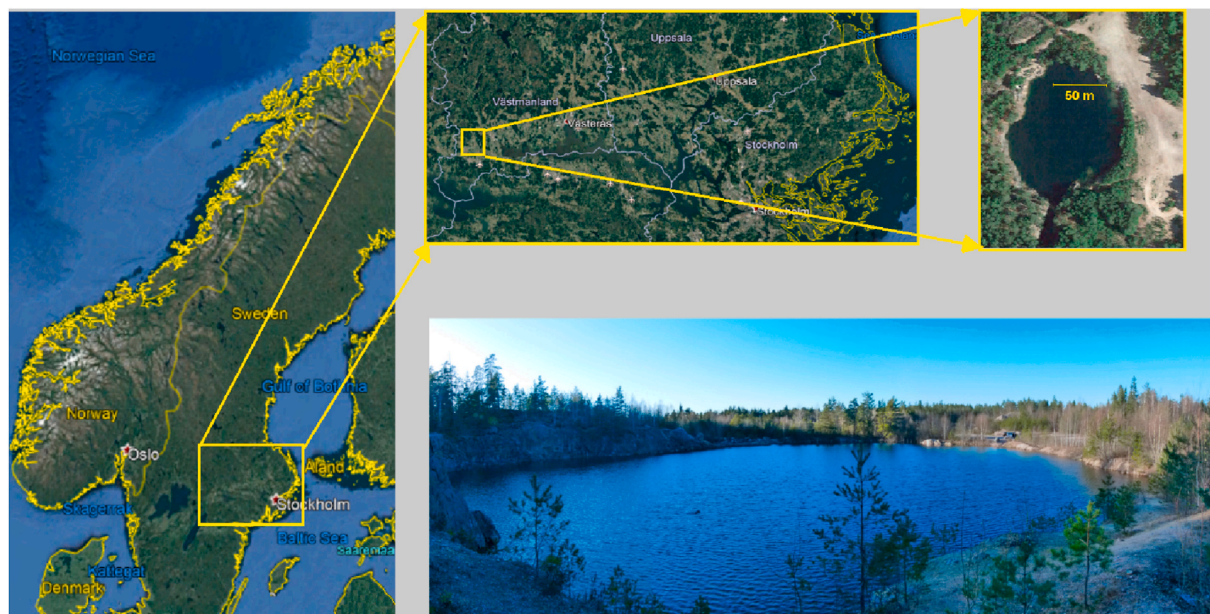 Norwegian Sea
Sweden
Gulf of Bothnia
Norway
Oslo
Åland
Stockholm
Skagerrak
Baltic Sea
Saaremaa
Kattegat
Denmark
Uppsala
Uppsala
Västmanland
Västerås
Stockholm
Stockholm
50 m